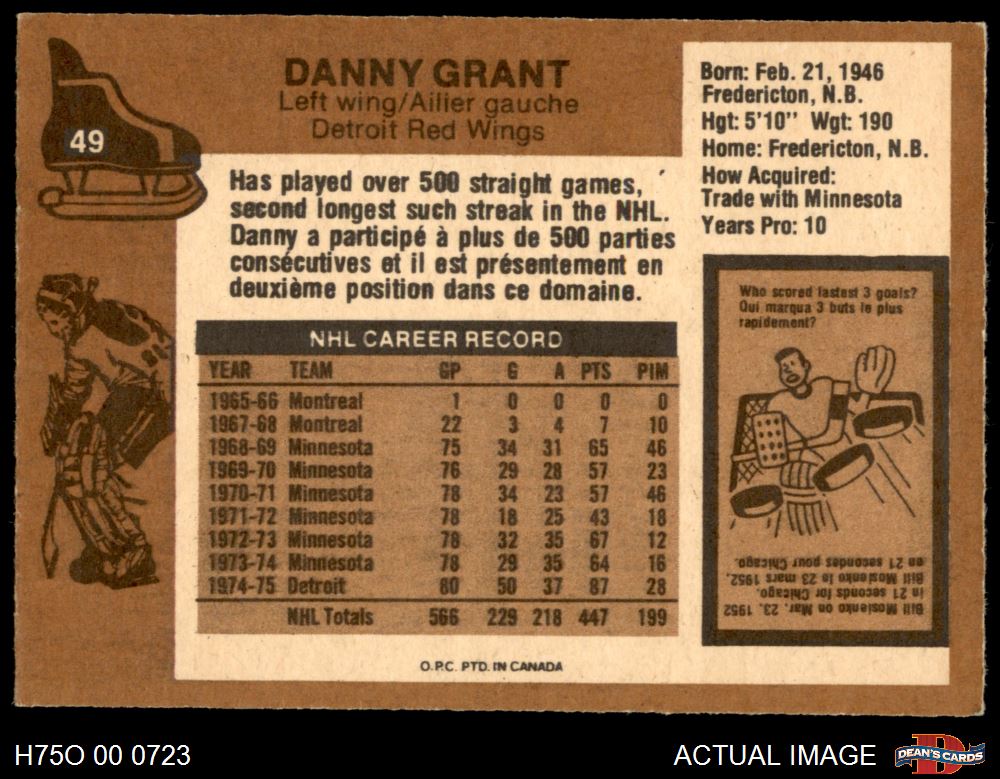 49
DANNY GRANT
Left wing/Ailier gauche
Detroit Red Wings
Born: Feb. 21, 1946
Fredericton, N.B.
Hgt: 5'10'' Wgt: 190
Home: Fredericton, N.B.
How Acquired:
Trade with Minnesota
Years Pro: 10
Has played over 500 straight games,
second longest such streak in the NHL.
Danny a participé à plus de 500 parties
consécutives et il est présentement en
deuxième position dans ce domaine.
NHL CAREER RECORD
YEAR TEAM GP G A PTS PIM
1965-66 Montreal 1 0 0 0 0
1967-68 Montreal 22 3 4 7 10
1968-69 Minnesota 75 34 31 65 46
1969-70 Minnesota 76 29 28 57 23
1970-71 Minnesota 78 34 23 57 46
1971-72 Minnesota 78 18 25 43 18
1972-73 Minnesota 78 32 35 67 12
1973-74 Minnesota 78 29 35 64 16
1974-75 Detroit 80 50 37 87 28
NHL Totals 566 229 218 447 199
O.P.C. PTD. IN CANADA
Who scored fastest 3 goals?
Qui marqua 3 buts le plus
rapidement?
Bill Mosienko on Mar. 23, 1952
in 21 seconds for Chicago.
Bill Mosienko le 23 mars 1952,
en 21 secondes pour Chicago.
H75O 00 0723
ACTUAL IMAGE
DEAN'S CARDS